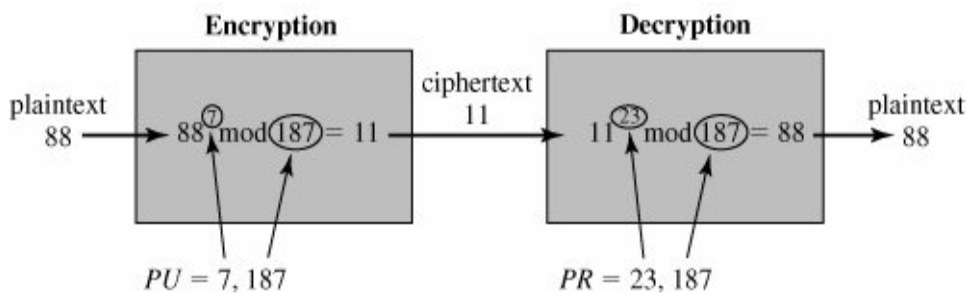 Encryption
Decryption
plaintext
88
88^7 mod 187 = 11
ciphertext
11
11^23 mod 187 = 88
plaintext
88
PU = 7, 187
PR = 23, 187